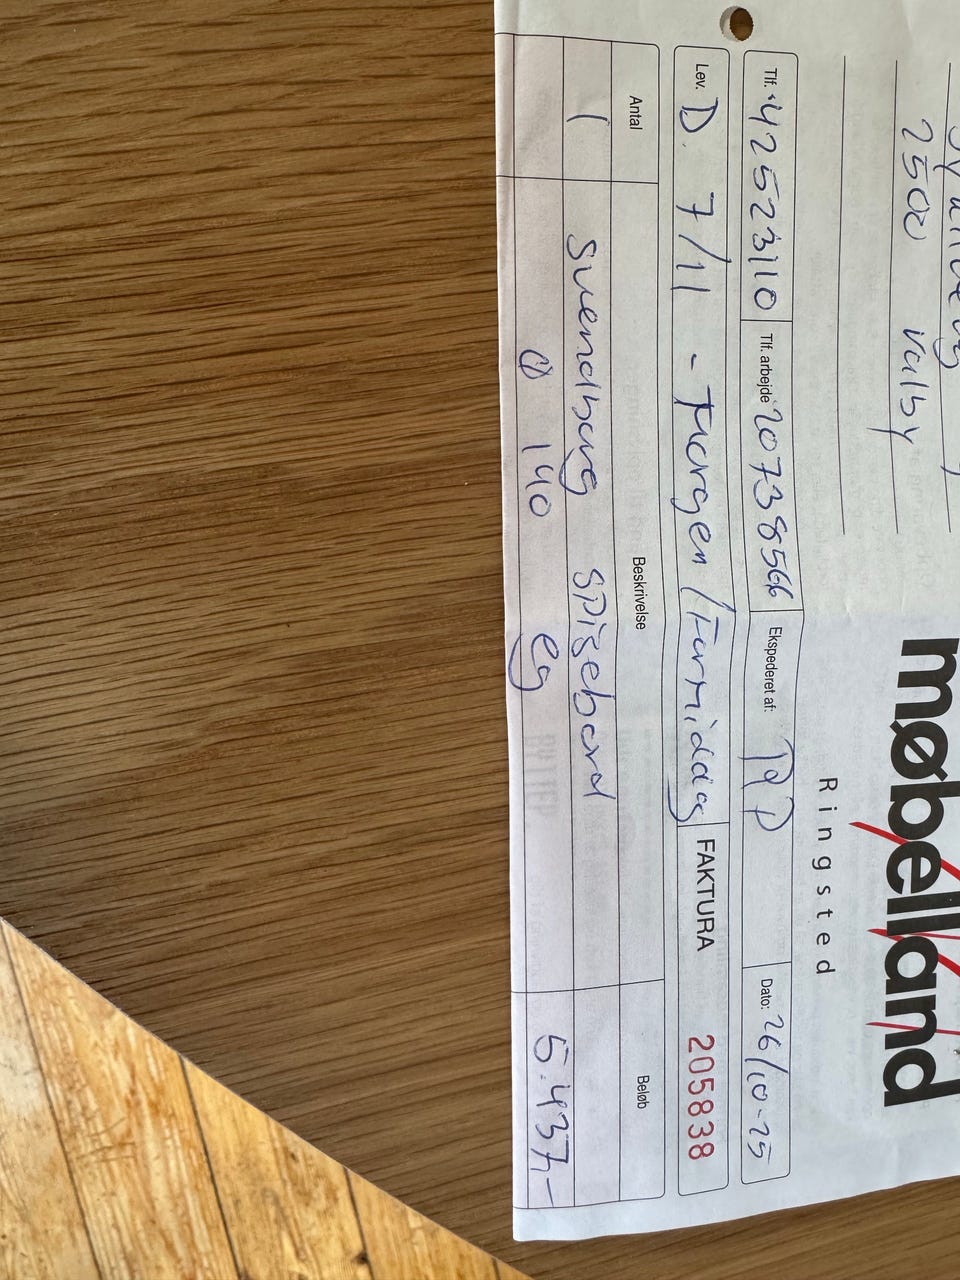 møbelland
Ringsted
2500 Valby
Tlf. 42523110 Tlf. arbejde 20738566 Ekspederet af: Dato: 26/10-25
Lev. D. 7/11 - Morgen / Formiddag FAKTURA 205838
Antal Beskrivelse Beløb
1 Svendborg spisebord
Ø 140 eg 5.437,-